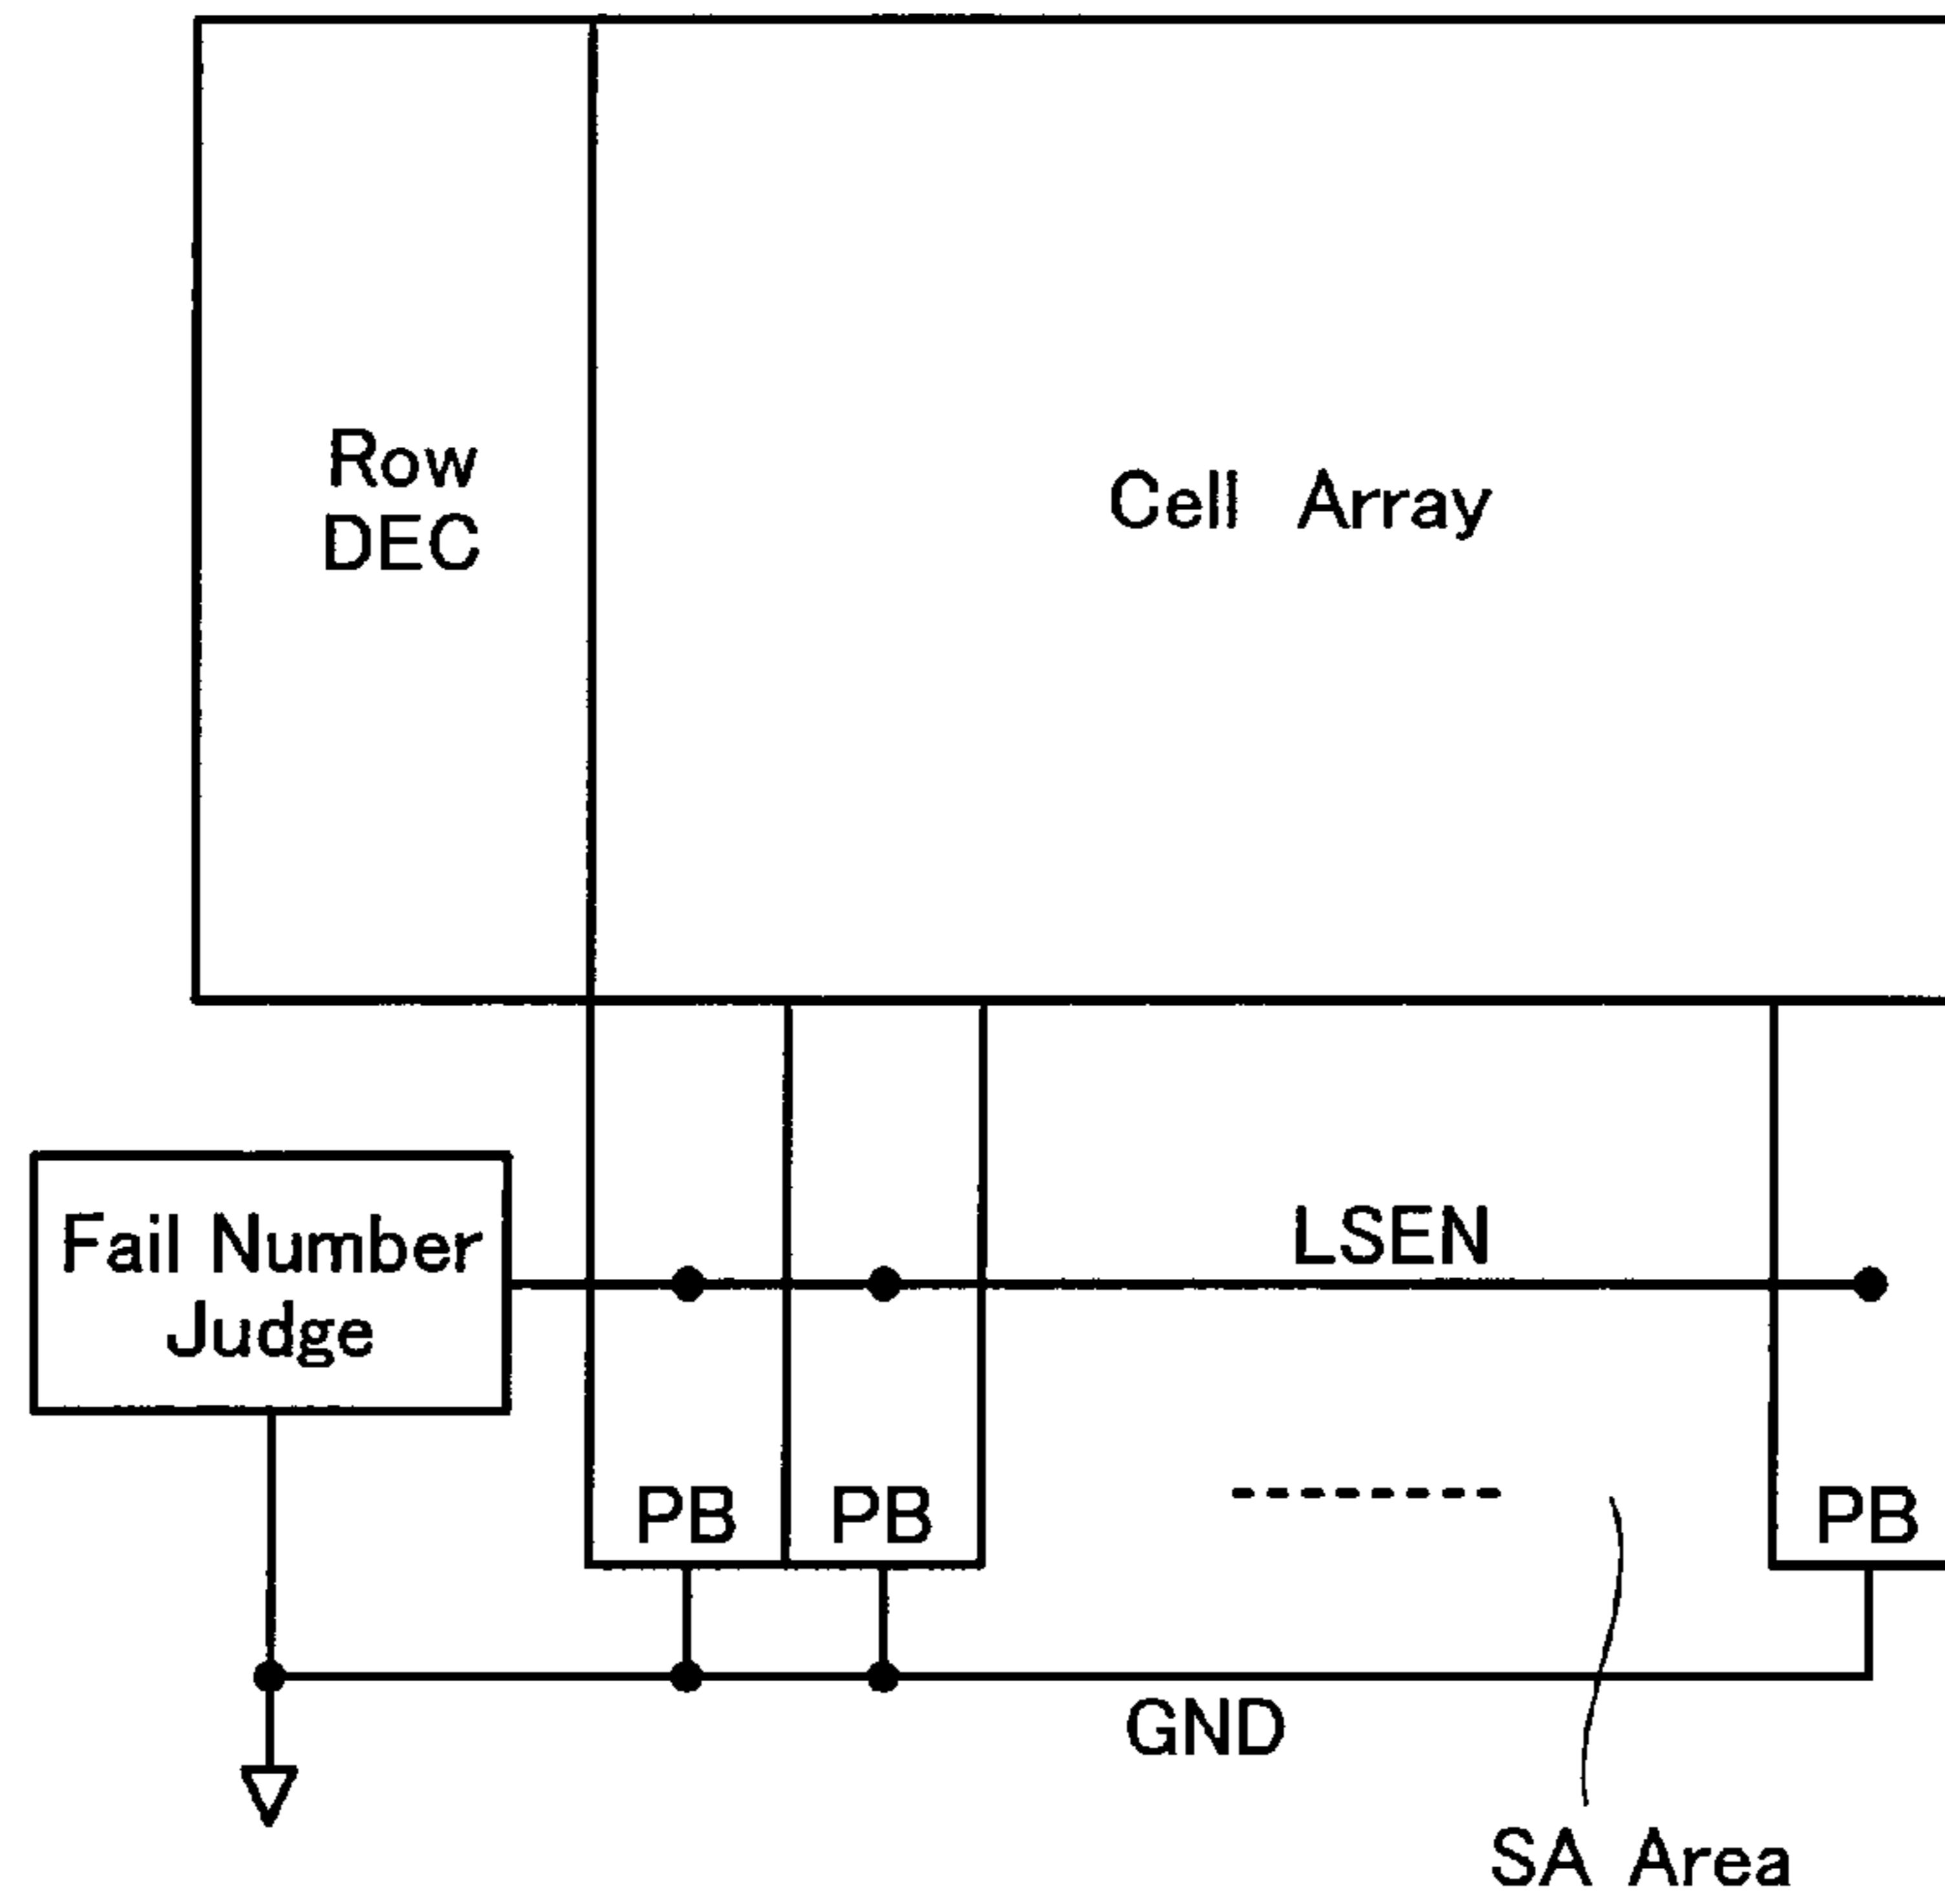 Row
DEC
Cell Array
Fail Number
Judge
LSEN
PB
PB
PB
GND
SA Area